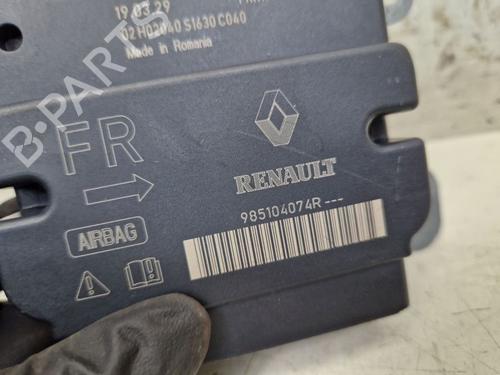 19.03.29
02H02040 S1630 C040
Made in Romania
B-PARTS
FR
RENAULT
985104074R---
AIRBAG